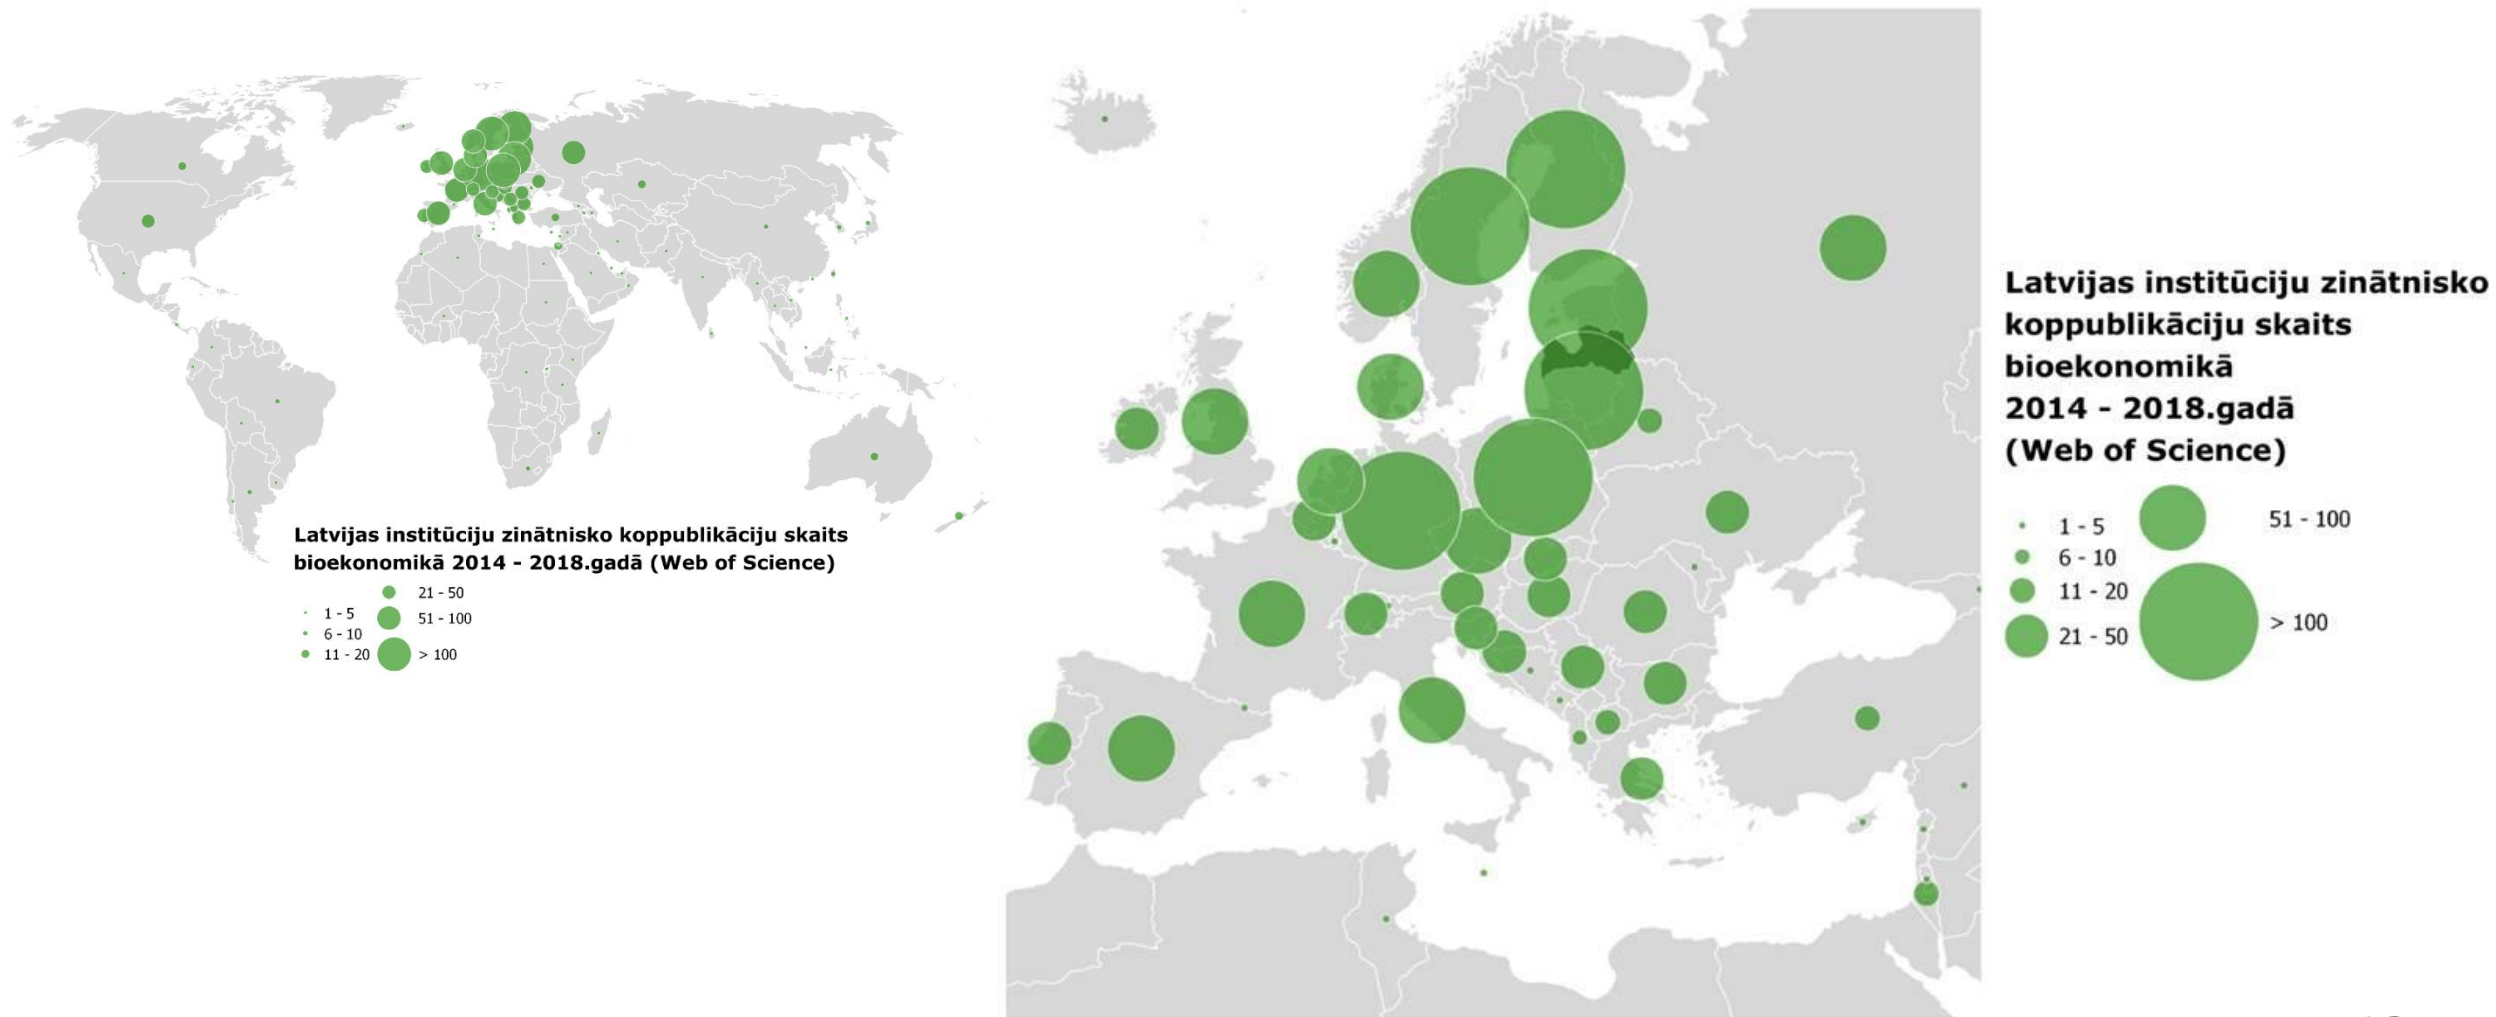 Latvijas institūciju zinātnisko koppublikāciju skaits
bioekonomikā 2014 - 2018.gadā (Web of Science)
1 - 5
6 - 10
11 - 20
21 - 50
51 - 100
> 100
Latvijas institūciju zinātnisko
koppublikāciju skaits
bioekonomikā
2014 - 2018.gadā
(Web of Science)
1 - 5
6 - 10
11 - 20
21 - 50
51 - 100
> 100